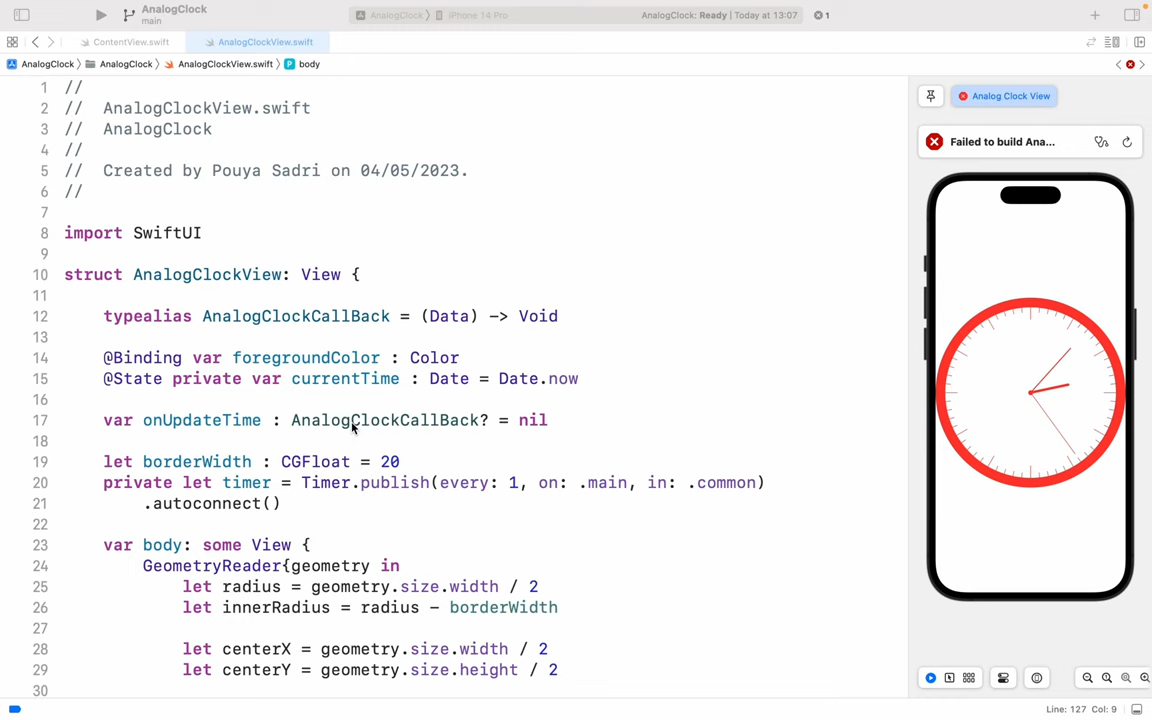 AnalogClock
main
AnalogClock
iPhone 14 Pro
AnalogClock: Ready | Today at 13:07
1
ContentView.swift
AnalogClockView.swift
AnalogClock
AnalogClock
AnalogClockView.swift
P
body
1 //
2 //  AnalogClockView.swift
3 //  AnalogClock
4 //
5 //  Created by Pouya Sadri on 04/05/2023.
6 //
7
8 import SwiftUI
9
10 struct AnalogClockView: View {
11
12 typealias AnalogClockCallBack = (Data) -> Void
13
14 @Binding var foregroundColor : Color
15 @State private var currentTime : Date = Date.now
16
17 var onUpdateTime : AnalogClockCallBack? = nil
18
19 let borderWidth : CGFloat = 20
20 private let timer = Timer.publish(every: 1, on: .main, in: .common)
21 .autoconnect()
22
23 var body: some View {
24 GeometryReader{geometry in
25 let radius = geometry.size.width / 2
26 let innerRadius = radius - borderWidth
27
28 let centerX = geometry.size.width / 2
29 let centerY = geometry.size.height / 2
30
Analog Clock View
Failed to build Ana...
Line: 127 Col: 9